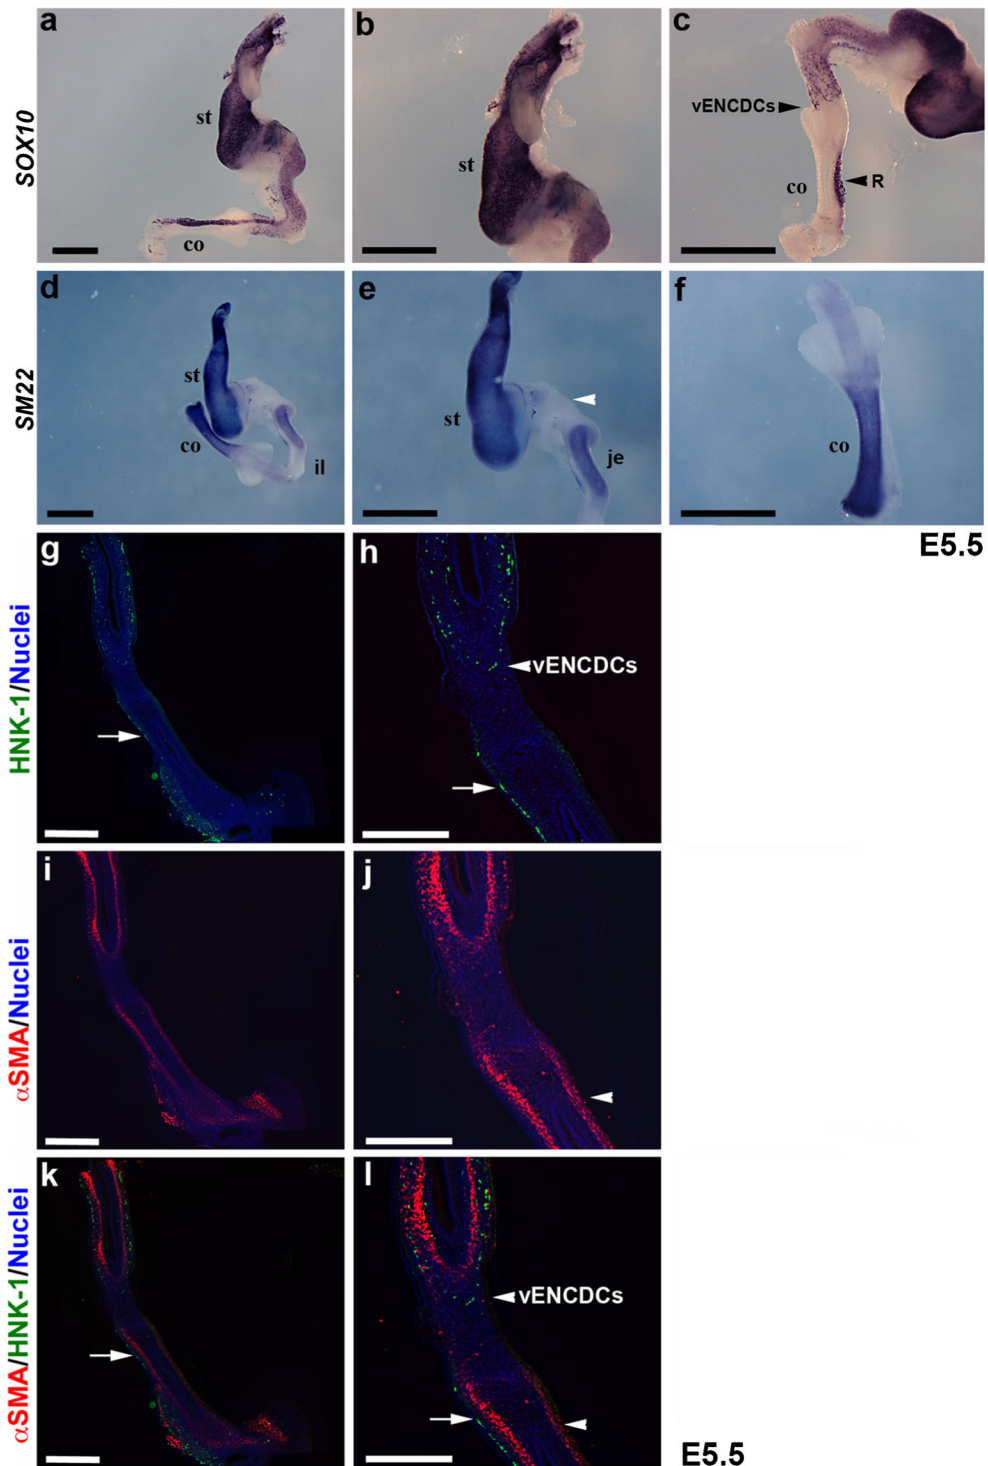 SOX10
a
st
co
b
st
c
vENCDCs
co
R
SM22
d
st
co
il
e
st
je
f
co
E5.5
HNK-1/Nuclei
g
h
vENCDCs
αSMA/Nuclei
i
j
αSMA/HNK-1/Nuclei
k
l
vENCDCs
E5.5